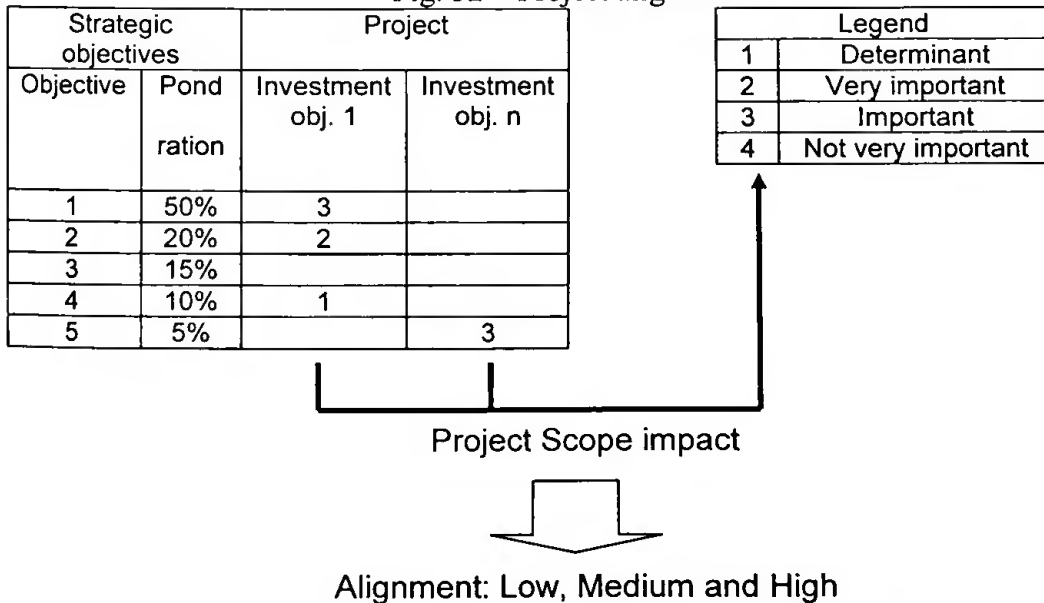 Strategic objectives Project
Objective Pond ration Investment obj. 1 Investment obj. n
1 50% 3
2 20% 2
3 15%
4 10% 1
5 5% 3
Legend
1 Determinant
2 Very important
3 Important
4 Not very important
Project Scope impact
Alignment: Low, Medium and High